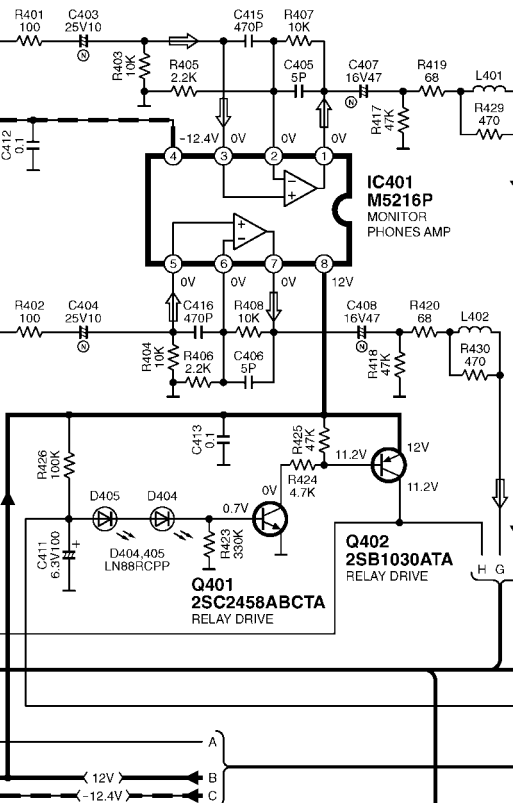 R401
100
C403
25V10
N
R403
10K
C415
470P
R407
10K
R405
2.2K
C405
5P
C407
16V47
N
R417
47K
R419
68
L401
R429
470
C412
0.1
-12.4V
0V
0V
0V
4
3
2
1
IC401
M5216P
MONITOR
PHONES AMP
5
6
7
8
0V
0V
0V
12V
R402
100
C404
25V10
N
R404
10K
C416
470P
R408
10K
R406
2.2K
C406
5P
C408
16V47
N
R418
47K
R420
68
L402
R430
470
R426
100K
C413
0.1
R425
47K
11.2V
12V
11.2V
R424
4.7K
0V
0.7V
D405
D404
D404,405
LN88RCPP
C411
6.3V100
R423
330K
Q401
2SC2458ABCTA
RELAY DRIVE
Q402
2SB1030ATA
RELAY DRIVE
H G
A
12V
B
-12.4V
C